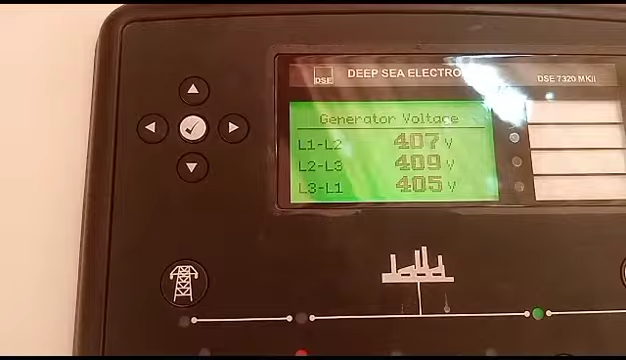 DSE
DEEP SEA ELECTRO
DSE 7320 MKII
Generator Voltage
L1-L2 407 V
L2-L3 409 V
L3-L1 405 V